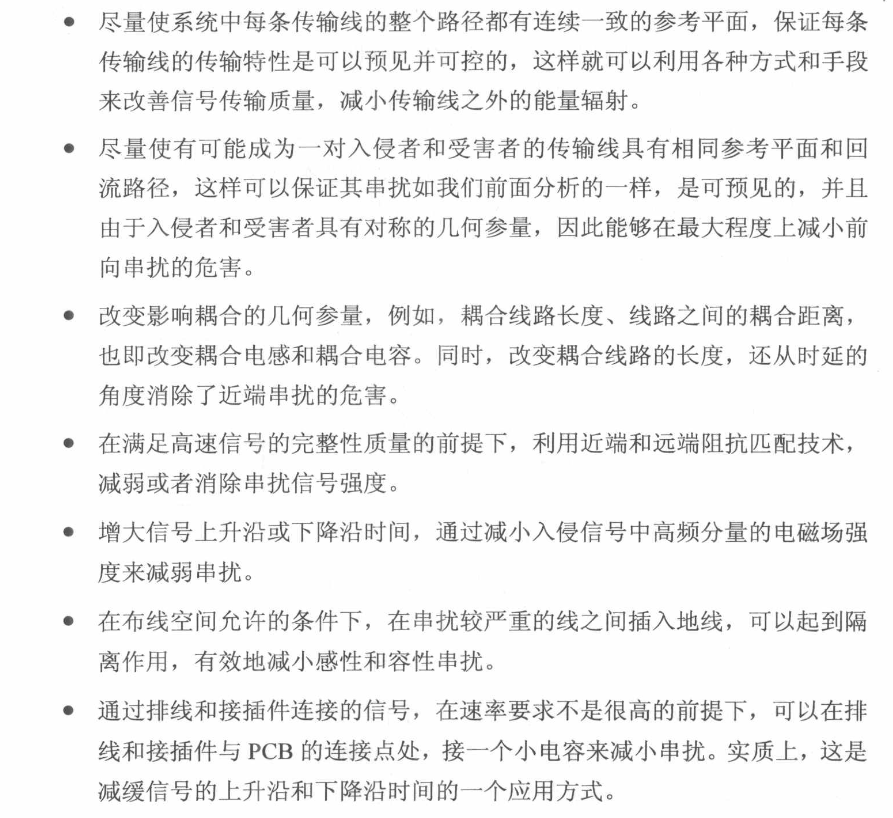 ● 尽量使系统中每条传输线的整个路径都有连续一致的参考平面，保证每条
传输线的传输特性是可以预见并可控的，这样就可以利用各种方式和手段
来改善信号传输质量，减小传输线之外的能量辐射。
● 尽量使有可能成为一对入侵者和受害者的传输线具有相同参考平面和回
流路径，这样可以保证其串扰如我们前面分析的一样，是可预见的，并且
由于入侵者和受害者具有对称的几何参量，因此能够在最大程度上减小前
向串扰的危害。
● 改变影响耦合的几何参量，例如，耦合线路长度、线路之间的耦合距离，
也即改变耦合电感和耦合电容。同时，改变耦合线路的长度，还从时延的
角度消除了近端串扰的危害。
● 在满足高速信号的完整性质量的前提下，利用近端和远端阻抗匹配技术，
减弱或者消除串扰信号强度。
● 增大信号上升沿或下降沿时间，通过减小入侵信号中高频分量的电磁场强
度来减弱串扰。
● 在布线空间允许的条件下，在串扰较严重的线之间插入地线，可以起到隔
离作用，有效地减小感性和容性串扰。
● 通过排线和接插件连接的信号，在速率要求不是很高的前提下，可以在排
线和接插件与 PCB 的连接点处，接一个小电容来减小串扰。实质上，这是
减缓信号的上升沿和下降沿时间的一个应用方式。